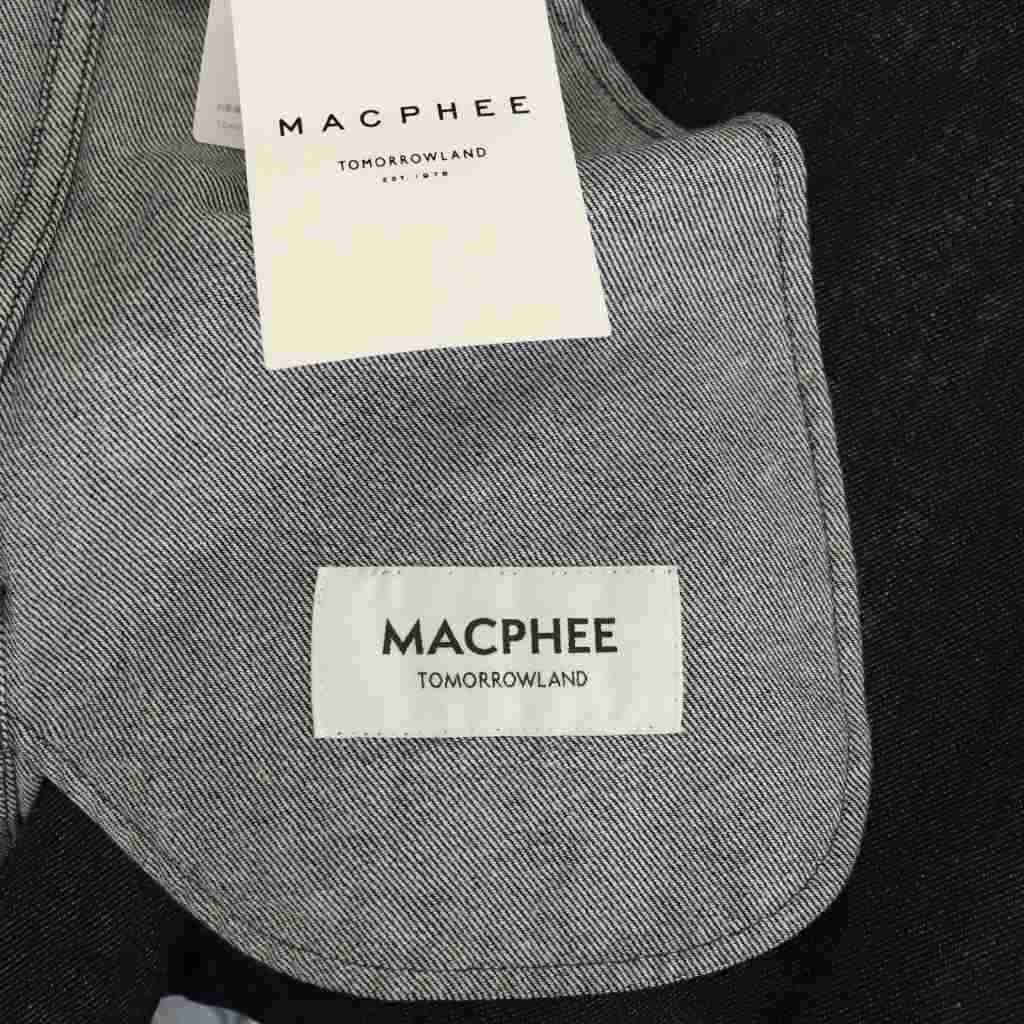 MACPHEE
TOMORROWLAND
EST. 1978
MACPHEE
TOMORROWLAND